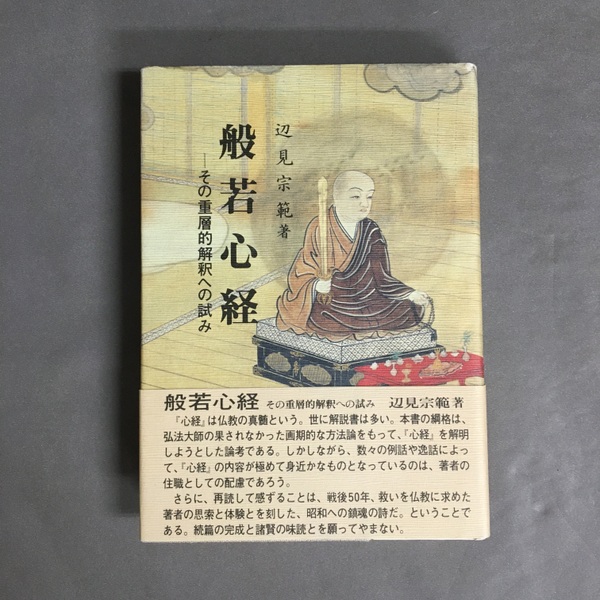 辺見宗範著
般若心経
―その重層的解釈への試み
般若心経 その重層的解釈への試み 辺見宗範著
『心経』は仏教の真髄という。世に解説書は多い。本書の綱格は、
弘法大師の果されなかった画期的な方法論をもって、『心経』を解明
しようとした論考である。しかしながら、数々の例話や逸話によっ
て、『心経』の内容が極めて身近かなものとなっているのは、著者の
住職としての配慮であろう。
さらに、再読して感ずることは、戦後50年、救いを仏教に求めた
著者の思索と体験とを刻した、昭和への鎮魂の詩だ。ということで
ある。続篇の完成と諸賢の味読とを願ってやまない。